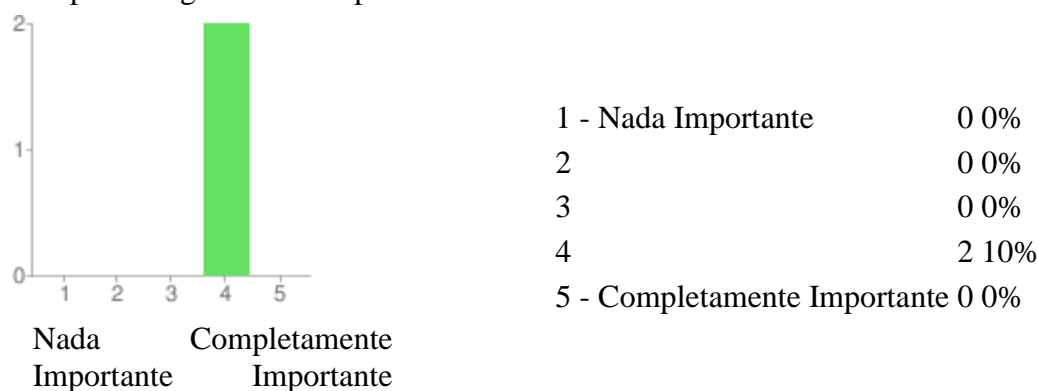 2
1
0
1 2 3 4 5
Nada Completamente
Importante Importante
1 - Nada Importante 0 0%
2 0 0%
3 0 0%
4 2 10%
5 - Completamente Importante 0 0%